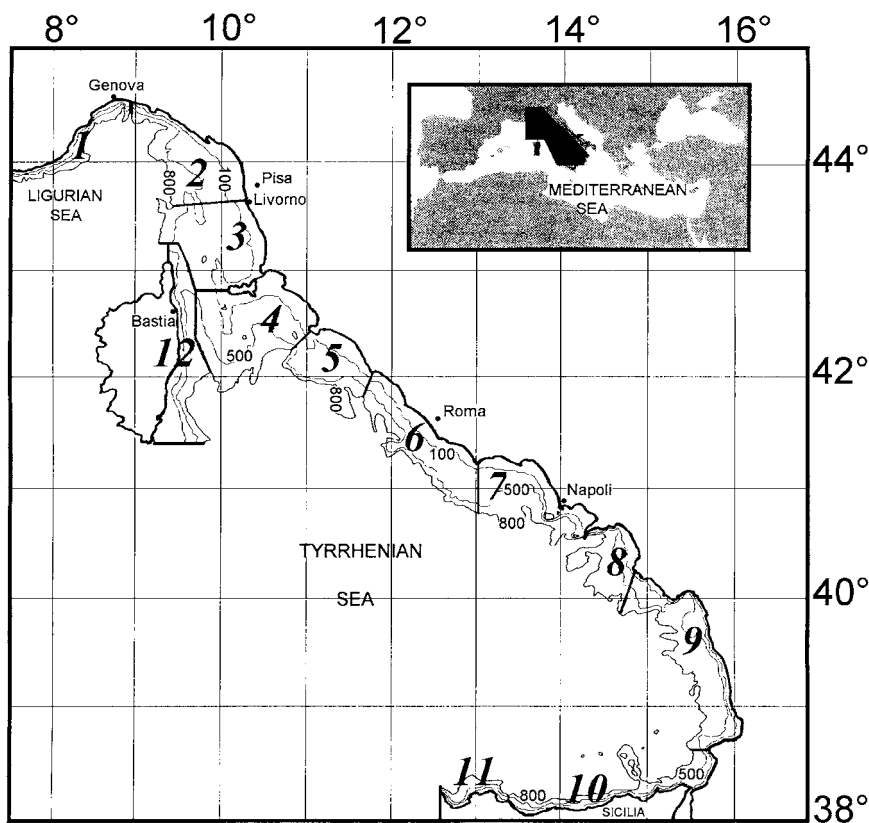 8° 10° 12° 14° 16°
Genova
1
44°
2
800
100
Pisa
Livorno
LIGURIAN
SEA
MEDITERRANEAN
SEA
3
4
Bastia
12
500
5
42°
800
Roma
6
100
7
500
Napoli
800
TYRRHENIAN
SEA
8
40°
9
11
800
10
500
SICILIA
38°